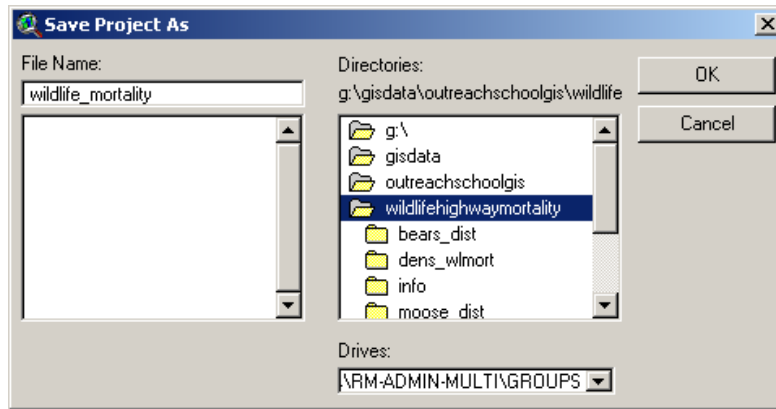 Save Project As
File Name:
wildlife_mortality
Directories:
g:\gisdata\outreachschoolgis\wildlife
g:\
gisdata
outreachschoolgis
wildlifehighwaymortality
bears_dist
dens_wlmort
info
moose_dist
Drives:
\RM-ADMIN-MULTI\GROUPS
OK
Cancel